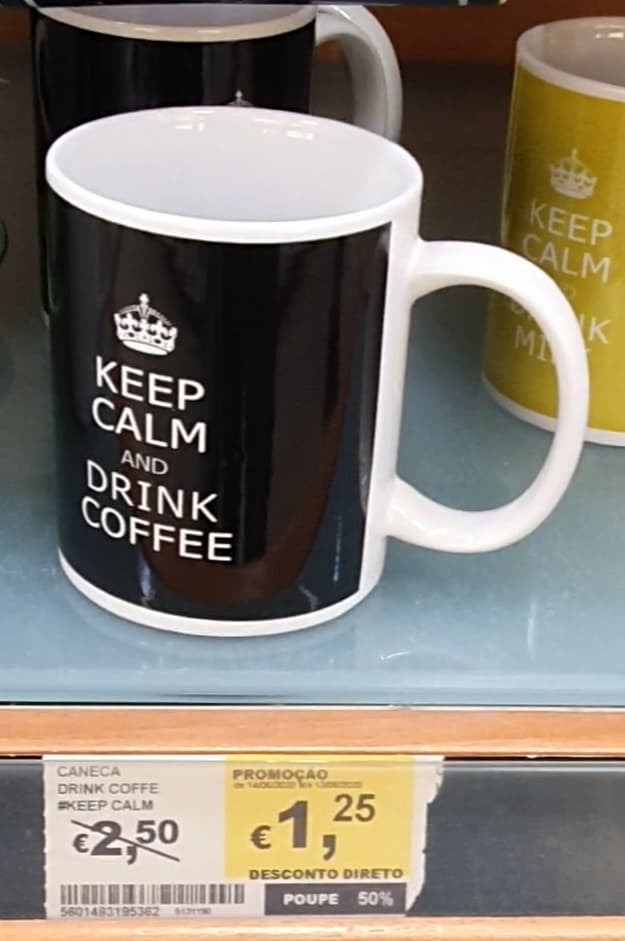 KEEP
CALM
AND
DRINK
COFFEE
KEEP
CALM
CANECA
DRINK COFFE
#KEEP CALM
€2,50
PROMOÇÃO
€1,25
DESCONTO DIRETO
POUPE 50%
5601493195362